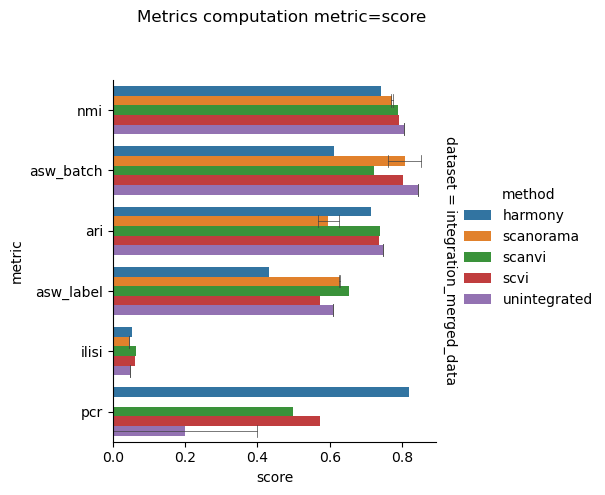 Metrics computation metric=score
nmi
asw_batch
ari
asw_label
ilisi
pcr
metric
0.0 0.2 0.4 0.6 0.8
score
dataset = integration_merged_data
method
harmony
scanorama
scanvi
scvi
unintegrated